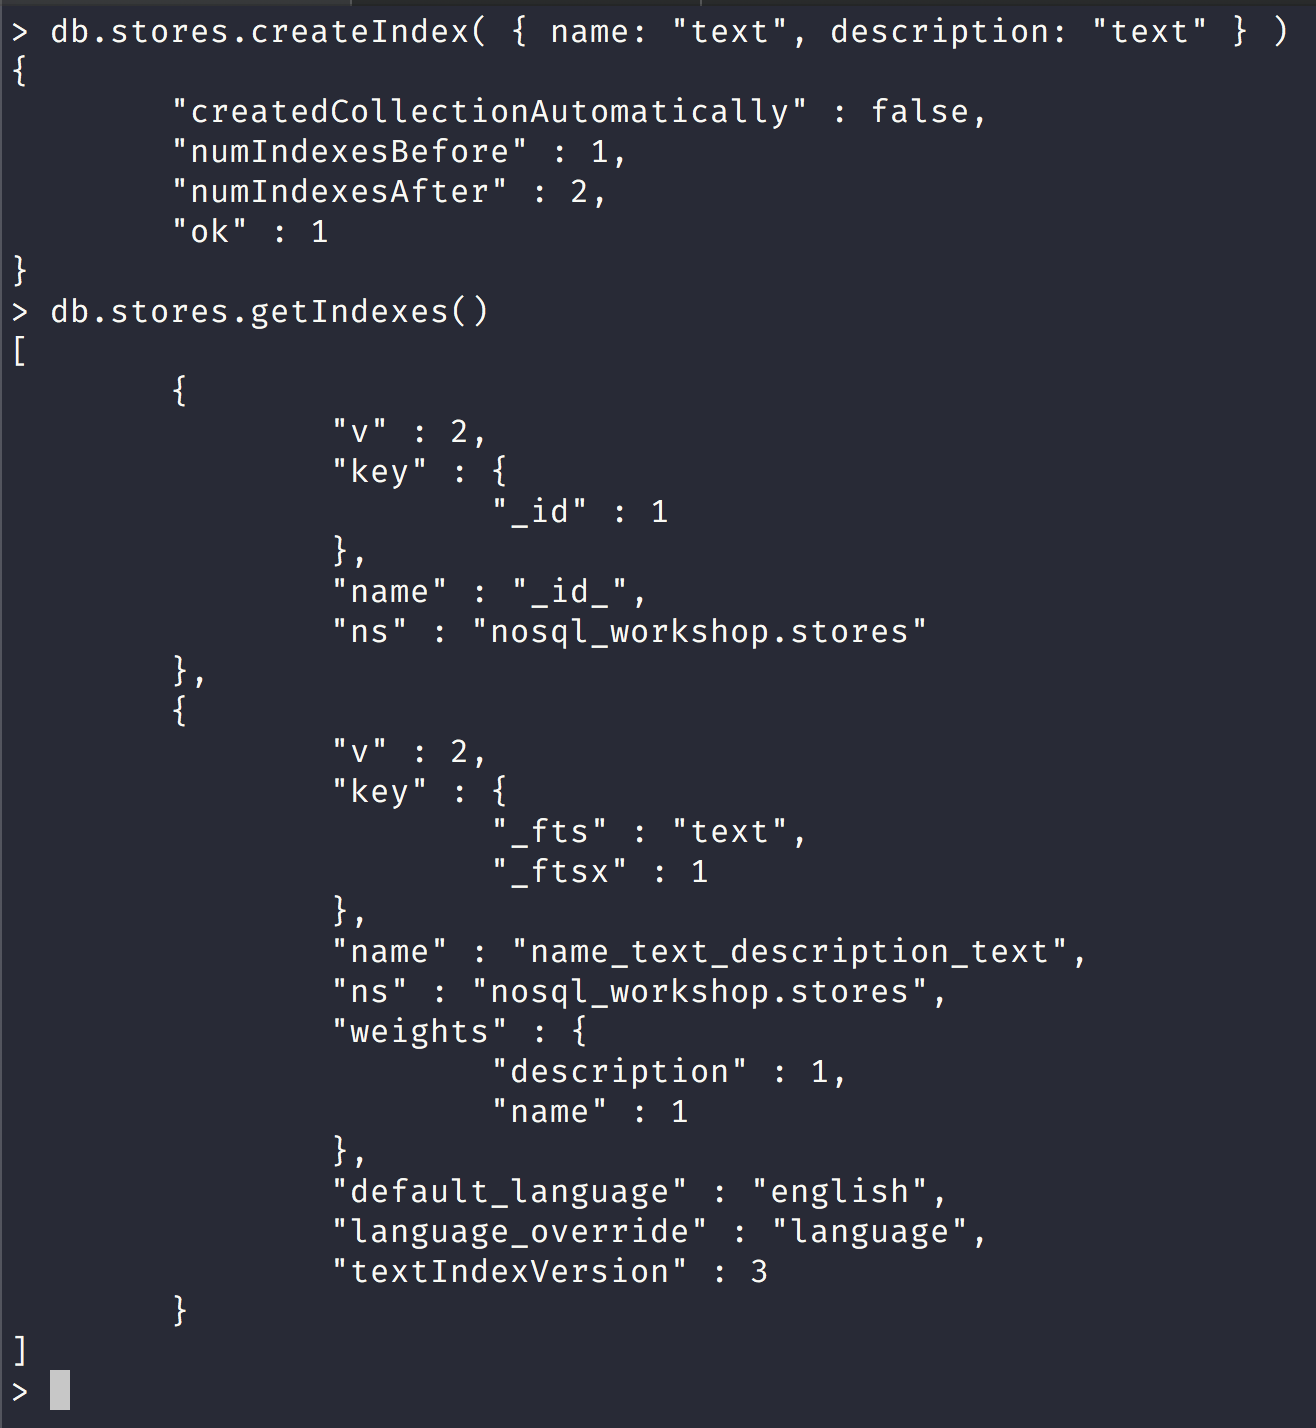 > db.stores.createIndex( { name: "text", description: "text" } )
{
        "createdCollectionAutomatically" : false,
        "numIndexesBefore" : 1,
        "numIndexesAfter" : 2,
        "ok" : 1
}
> db.stores.getIndexes()
[
        {
                "v" : 2,
                "key" : {
                        "_id" : 1
                },
                "name" : "_id_",
                "ns" : "nosql_workshop.stores"
        },
        {
                "v" : 2,
                "key" : {
                        "_fts" : "text",
                        "_ftsx" : 1
                },
                "name" : "name_text_description_text",
                "ns" : "nosql_workshop.stores",
                "weights" : {
                        "description" : 1,
                        "name" : 1
                },
                "default_language" : "english",
                "language_override" : "language",
                "textIndexVersion" : 3
        }
]
>